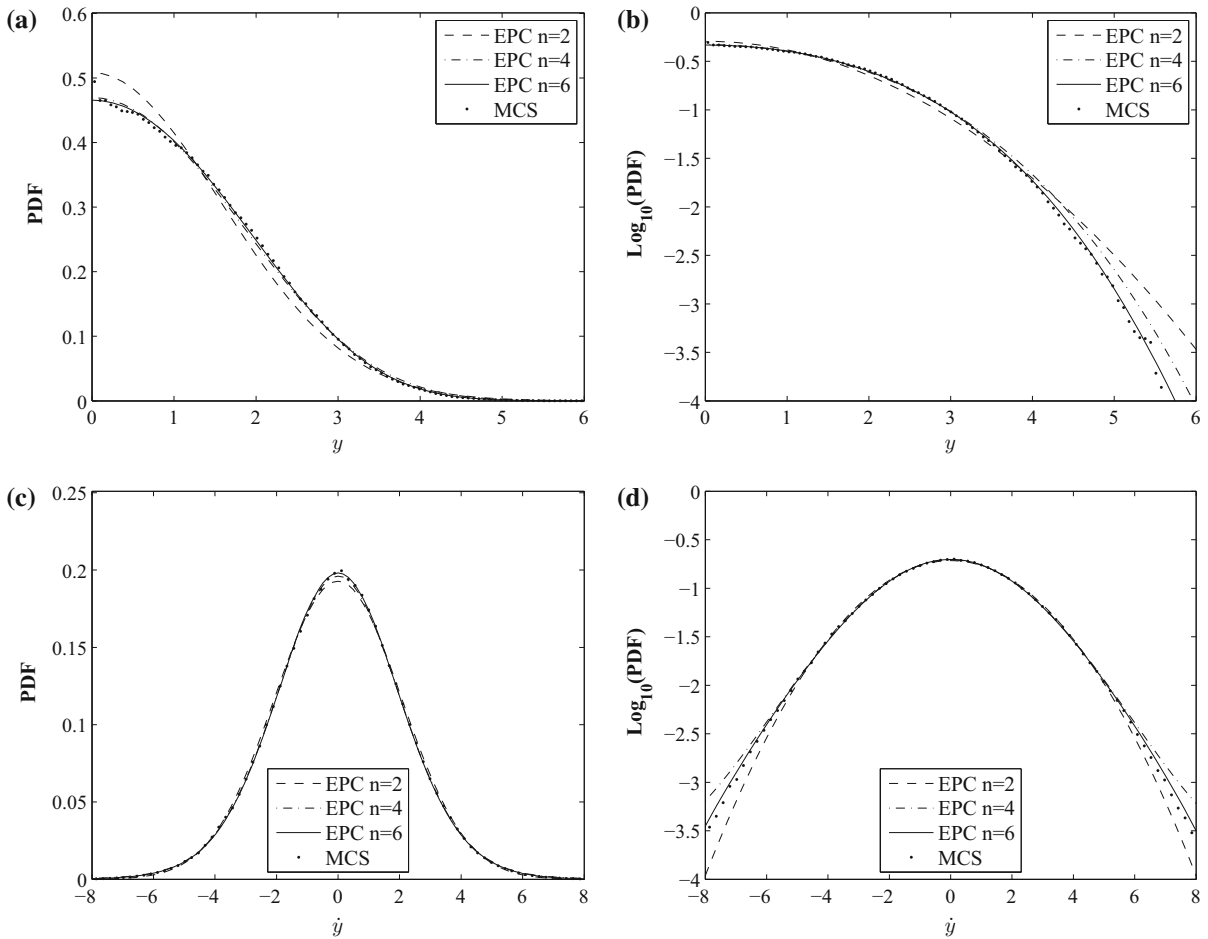 (a)
0.6
0.5
0.4
0.3
0.2
0.1
0
PDF
EPC n=2
EPC n=4
EPC n=6
MCS
0 1 2 3 4 5 6
y
(b)
0
−0.5
−1
−1.5
−2
−2.5
−3
−3.5
−4
Log10(PDF)
EPC n=2
EPC n=4
EPC n=6
MCS
0 1 2 3 4 5 6
y
(c)
0.25
0.2
0.15
0.1
0.05
0
PDF
EPC n=2
EPC n=4
EPC n=6
MCS
−8 −6 −4 −2 0 2 4 6 8
ẏ
(d)
0
−0.5
−1
−1.5
−2
−2.5
−3
−3.5
−4
Log10(PDF)
EPC n=2
EPC n=4
EPC n=6
MCS
−8 −6 −4 −2 0 2 4 6 8
ẏ